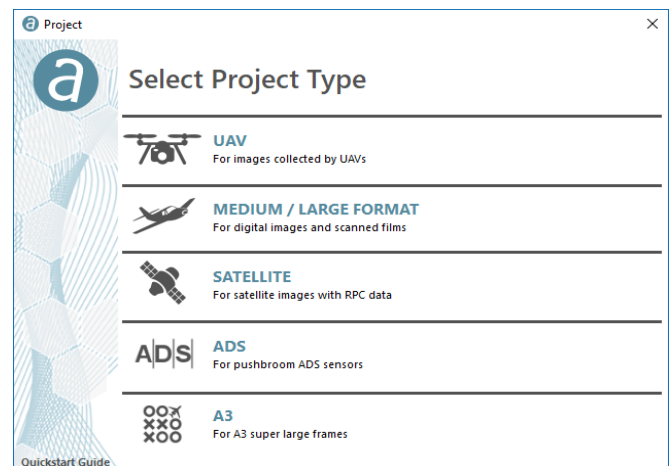 a Project
a
Select Project Type
UAV
For images collected by UAVs
MEDIUM / LARGE FORMAT
For digital images and scanned films
SATELLITE
For satellite images with RPC data
A|D|S
ADS
For pushbroom ADS sensors
A3
For A3 super large frames
Quickstart Guide